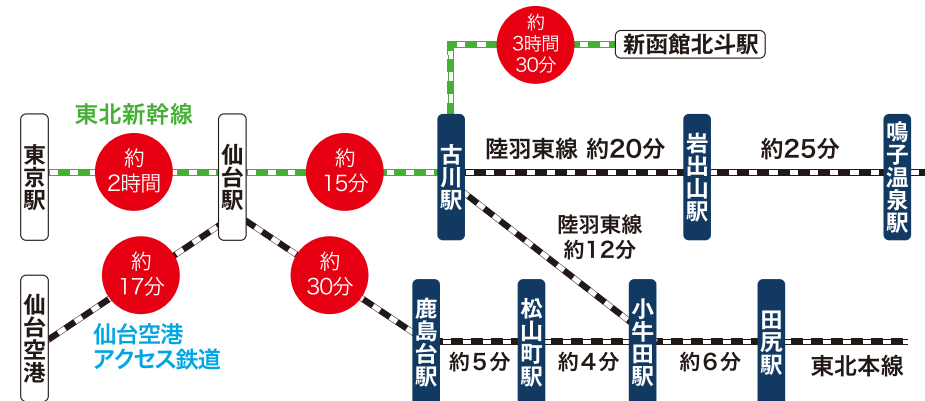 約
3時間
30分
新函館北斗駅
東北新幹線
東京駅
約
2時間
仙台駅
約
15分
古川駅
陸羽東線 約20分
岩出山駅
約25分
鳴子温泉駅
陸羽東線
約12分
仙台空港
約
17分
仙台空港
アクセス鉄道
約
30分
鹿島台駅
約5分
松山町駅
約4分
小牛田駅
約6分
田尻駅
東北本線